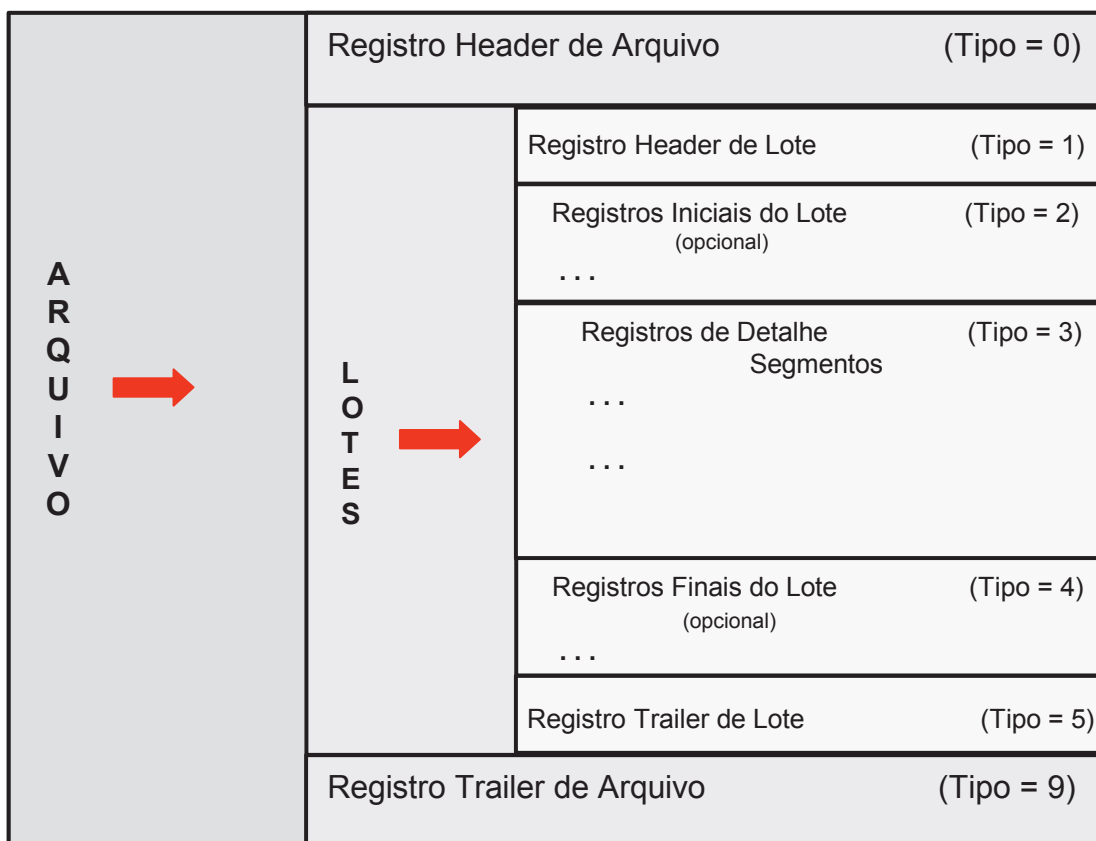 Registro Header de Arquivo (Tipo = 0)
ARQUIVO
LOTES
Registro Header de Lote (Tipo = 1)
Registros Iniciais do Lote (Tipo = 2)
(opcional)
. . .
Registros de Detalhe (Tipo = 3)
Segmentos
. . .
. . .
Registros Finais do Lote (Tipo = 4)
(opcional)
. . .
Registro Trailer de Lote (Tipo = 5)
Registro Trailer de Arquivo (Tipo = 9)